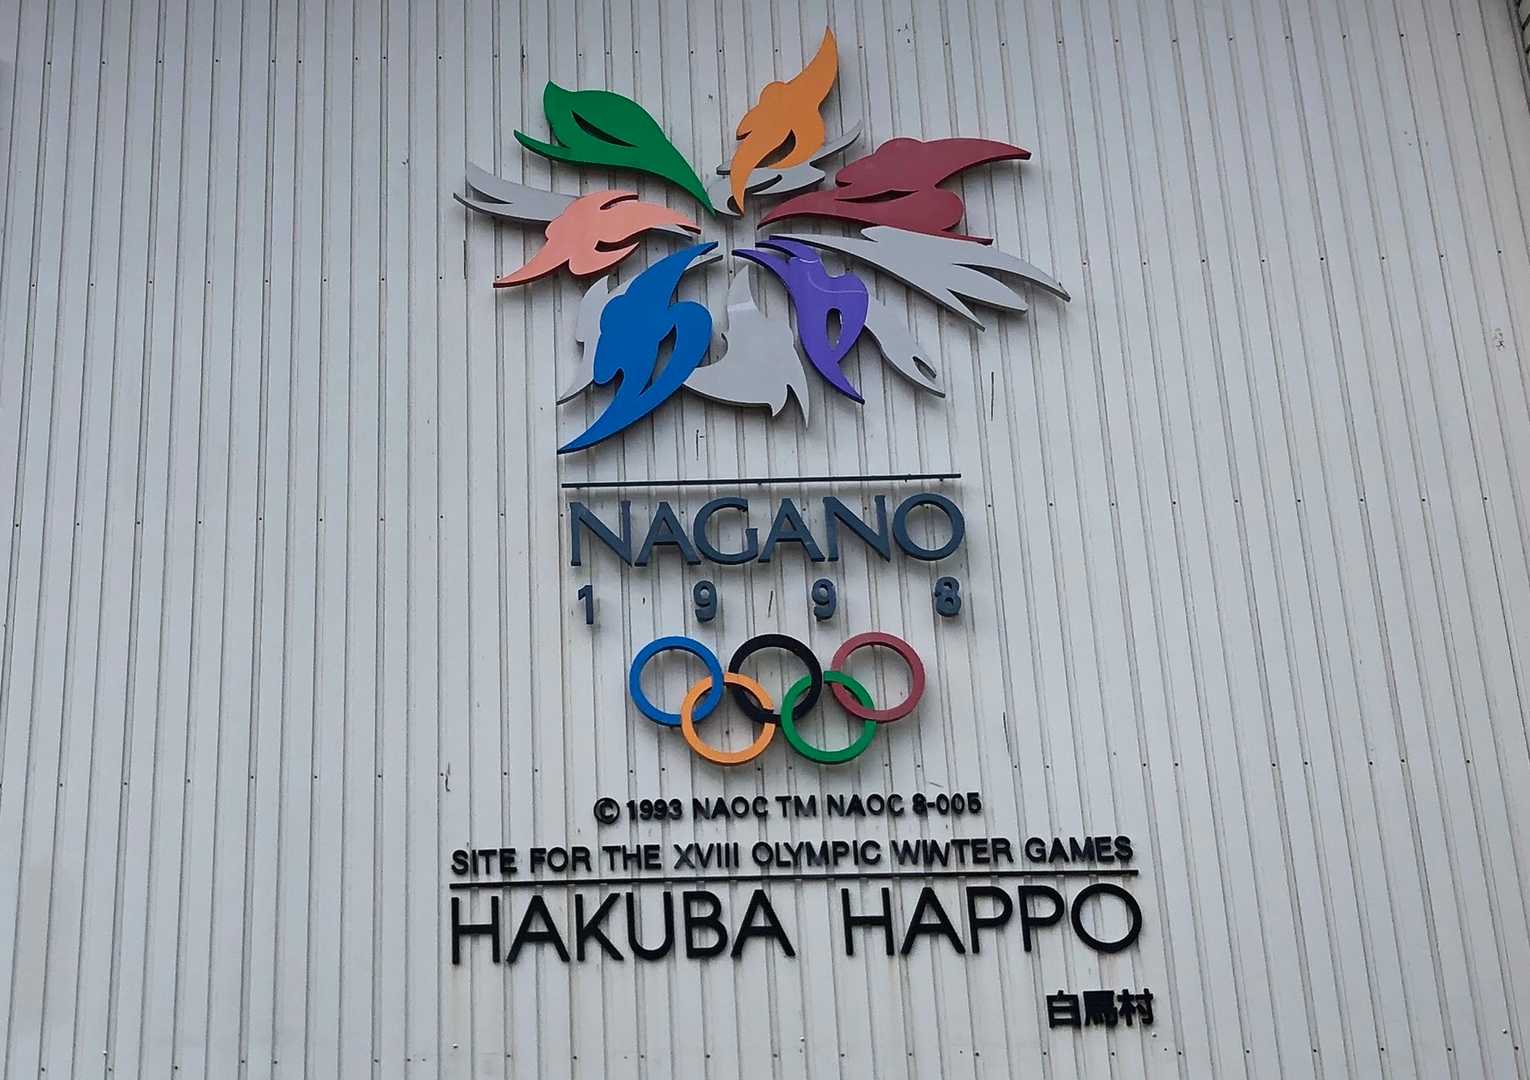 NAGANO
1998
© 1993 NAOC TM NAOC 8-005
SITE FOR THE XVIII OLYMPIC WINTER GAMES
HAKUBA HAPPO
白馬村